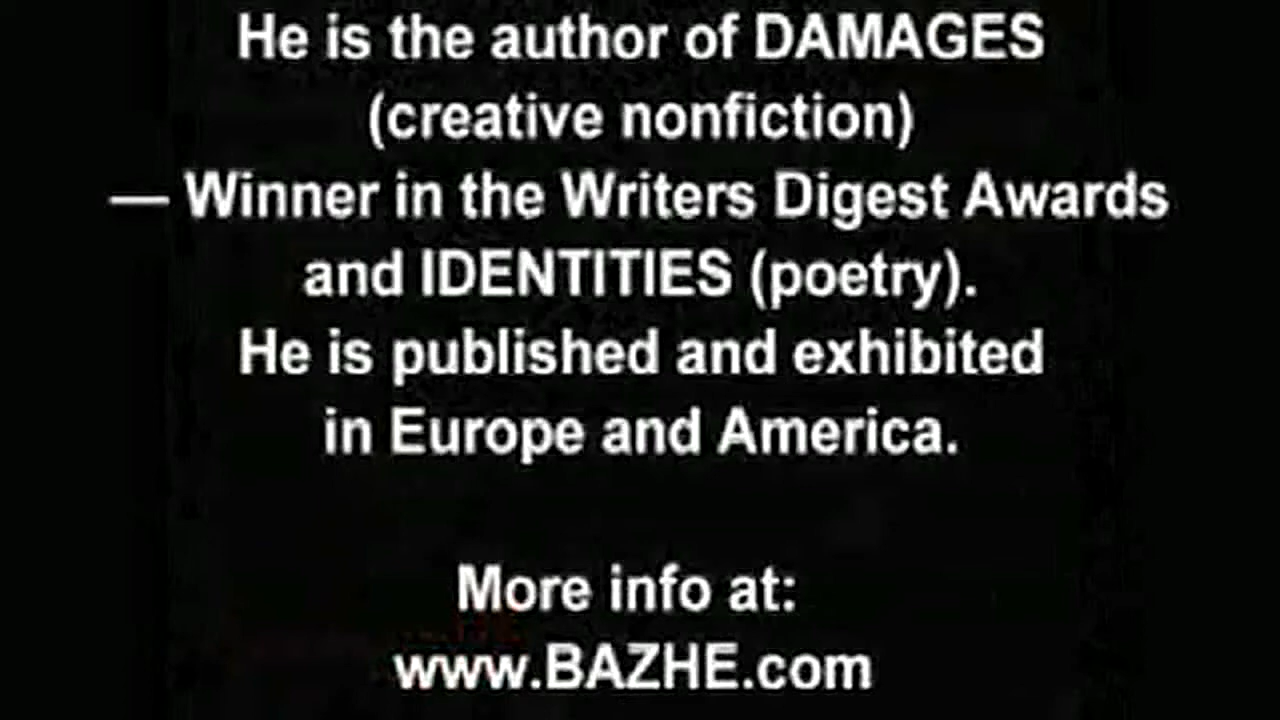 He is the author of DAMAGES
(creative nonfiction)
— Winner in the Writers Digest Awards
and IDENTITIES (poetry).
He is published and exhibited
in Europe and America.
More info at:
www.BAZHE.com